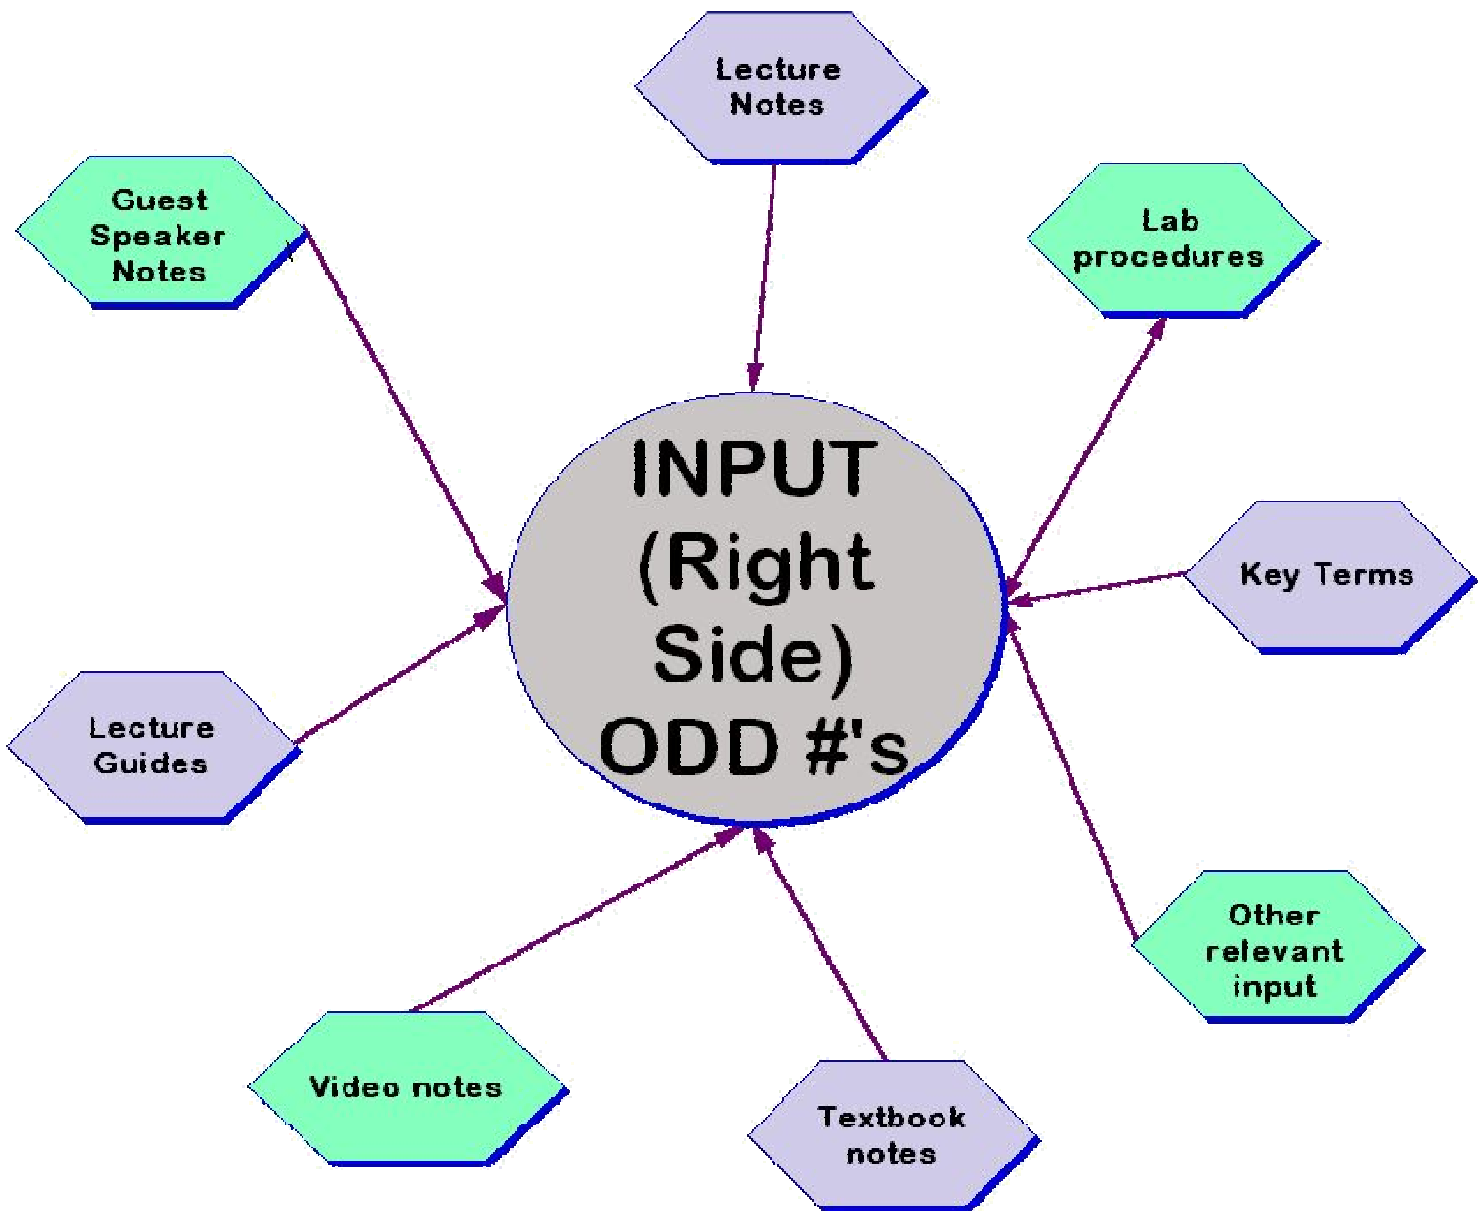 Lecture
Notes
Guest
Speaker
Notes
Lab
procedures
INPUT
(Right
Side)
ODD #'s
Key Terms
Lecture
Guides
Other
relevant
input
Video notes
Textbook
notes